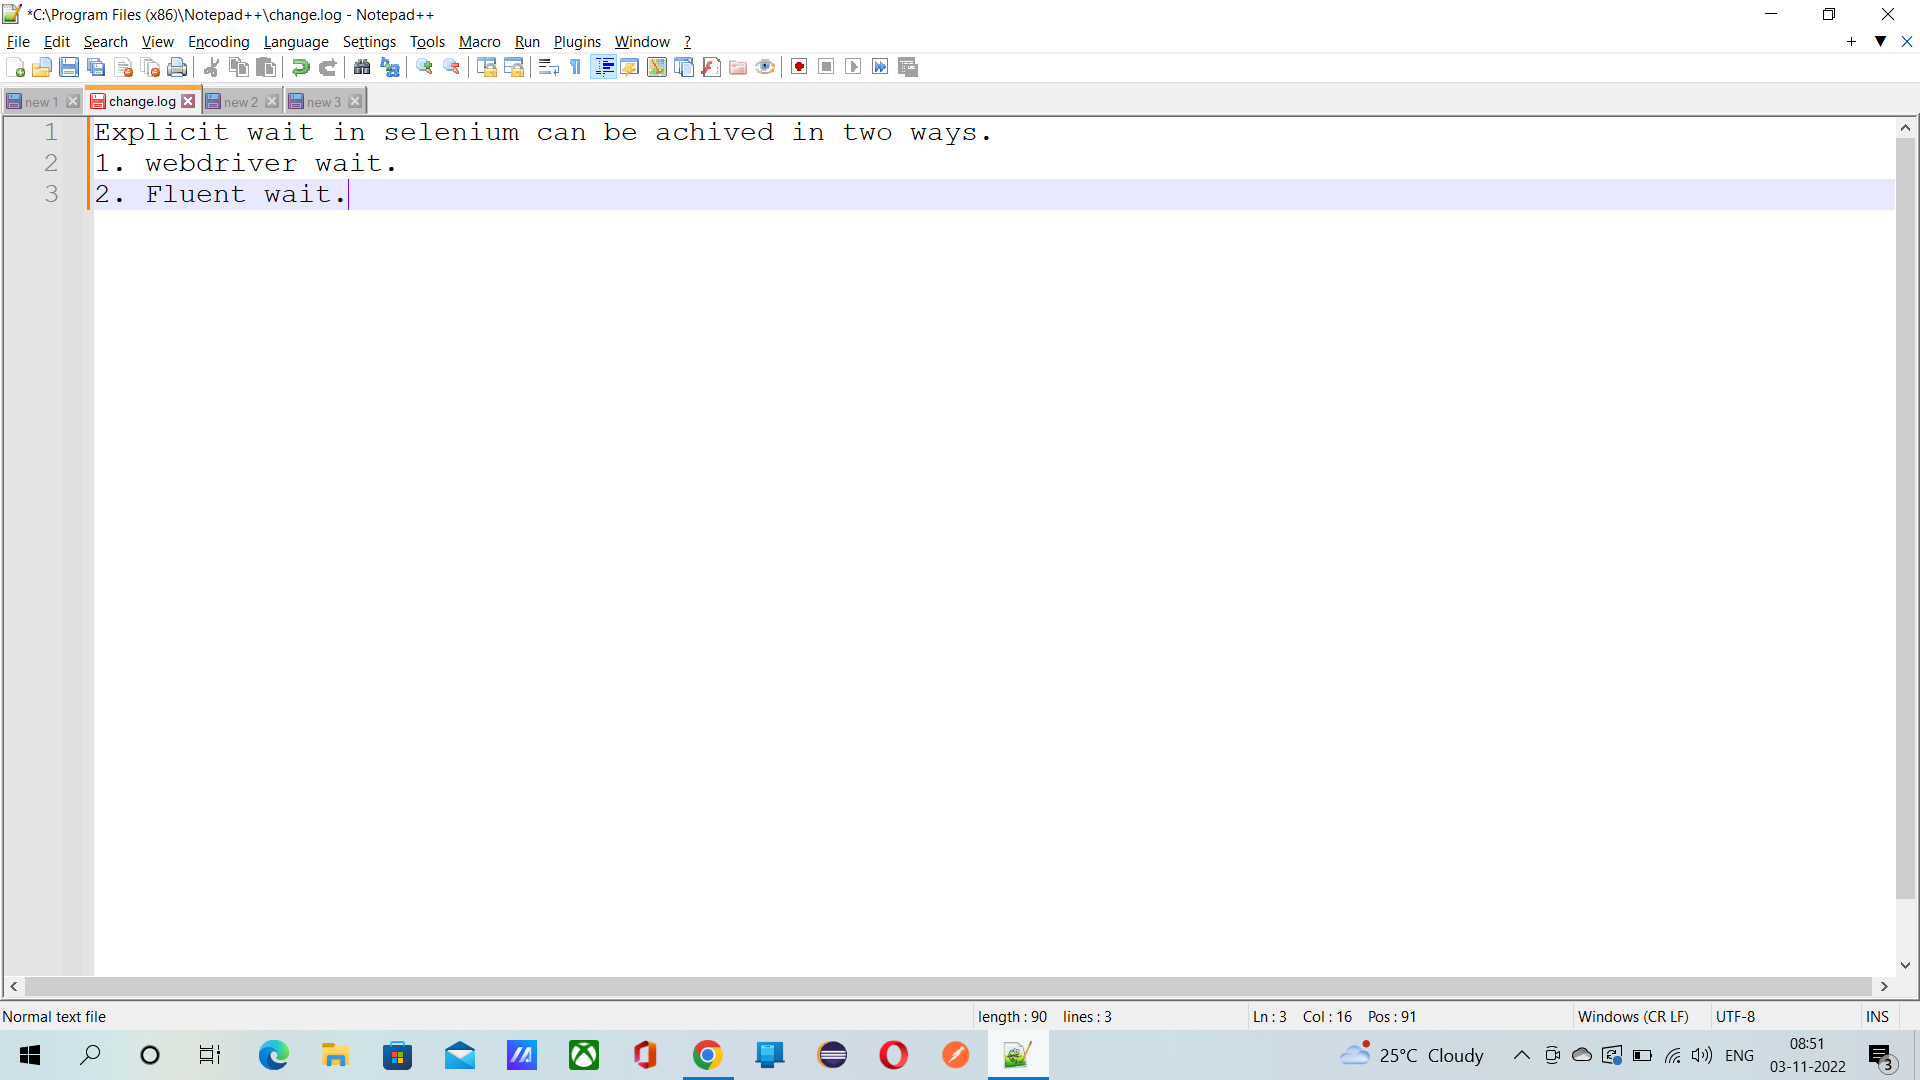 *C:\Program Files (x86)\Notepad++\change.log - Notepad++
File Edit Search View Encoding Language Settings Tools Macro Run Plugins Window ?
new 1 change.log new 2 new 3
1 Explicit wait in selenium can be achived in two ways.
2 1. webdriver wait.
3 2. Fluent wait.
Normal text file length : 90 lines : 3 Ln : 3 Col : 16 Pos : 91 Windows (CR LF) UTF-8 INS
25°C Cloudy ENG 08:51
03-11-2022 3